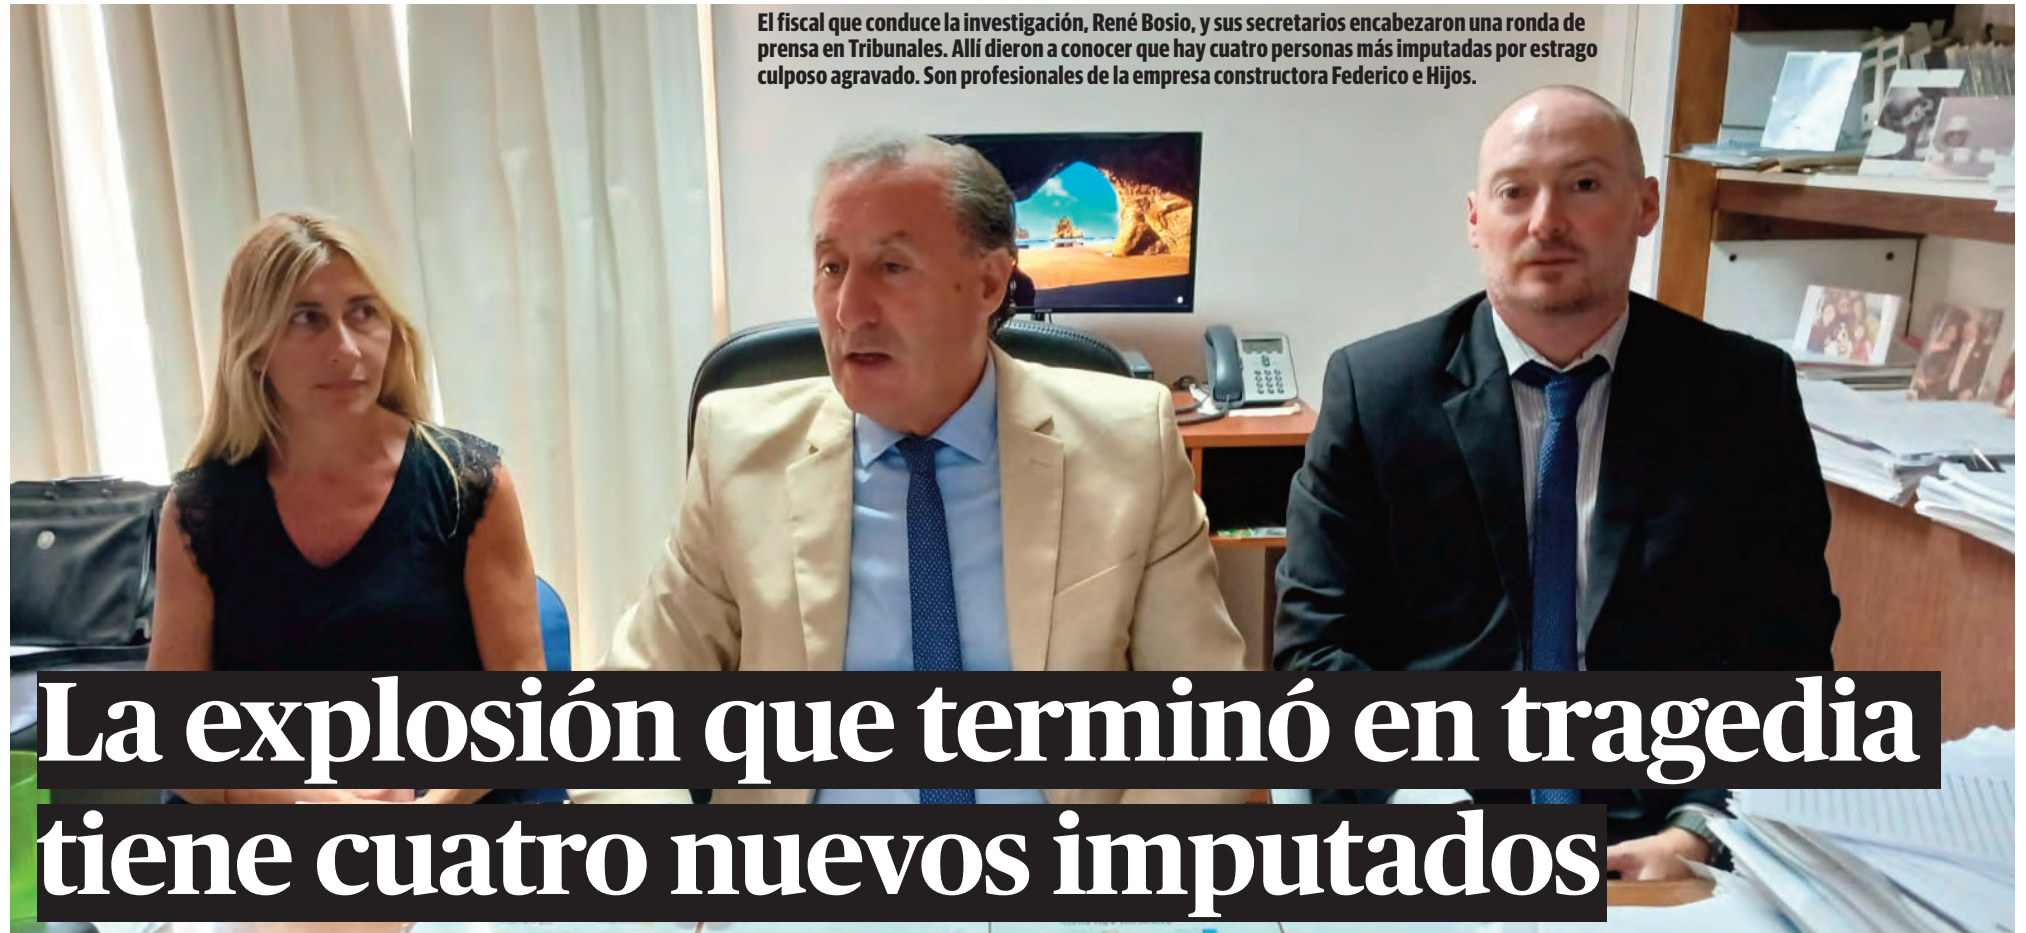 El fiscal que conduce la investigación, René Bosio, y sus secretarios encabezaron una ronda de
prensa en Tribunales. Allí dieron a conocer que hay cuatro personas más imputadas por estrago
culposo agravado. Son profesionales de la empresa constructora Federico e Hijos.
La explosión que terminó en tragedia
tiene cuatro nuevos imputados